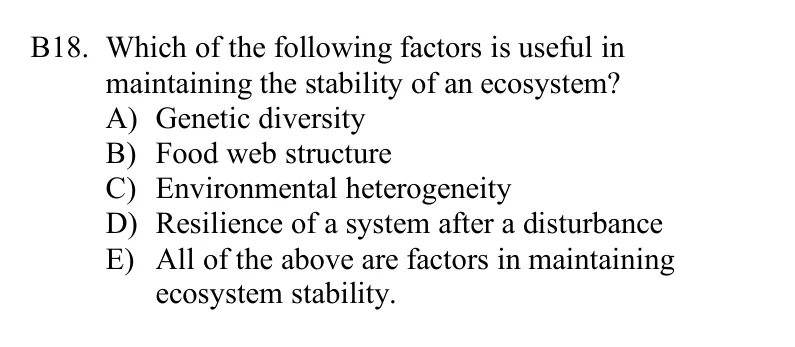 B18. Which of the following factors is useful in
maintaining the stability of an ecosystem?
A) Genetic diversity
B) Food web structure
C) Environmental heterogeneity
D) Resilience of a system after a disturbance
E) All of the above are factors in maintaining
ecosystem stability.